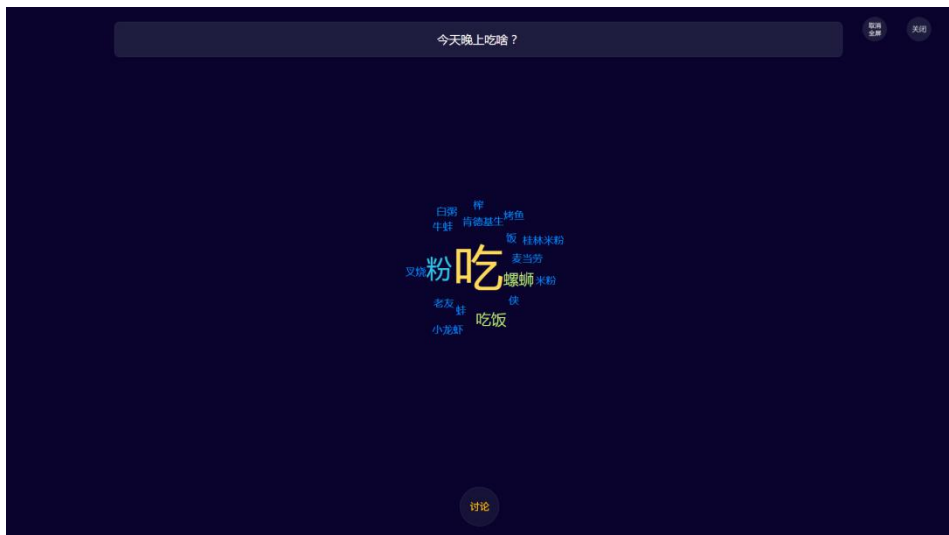 今天晚上吃啥？
取消
全屏
关闭
榨
白粥
烤鱼
肯德基生
牛蛙
饭
桂林米粉
麦当劳
叉烧
粉
吃
螺蛳
米粉
老友
侠
蚌
吃饭
小龙虾
讨论